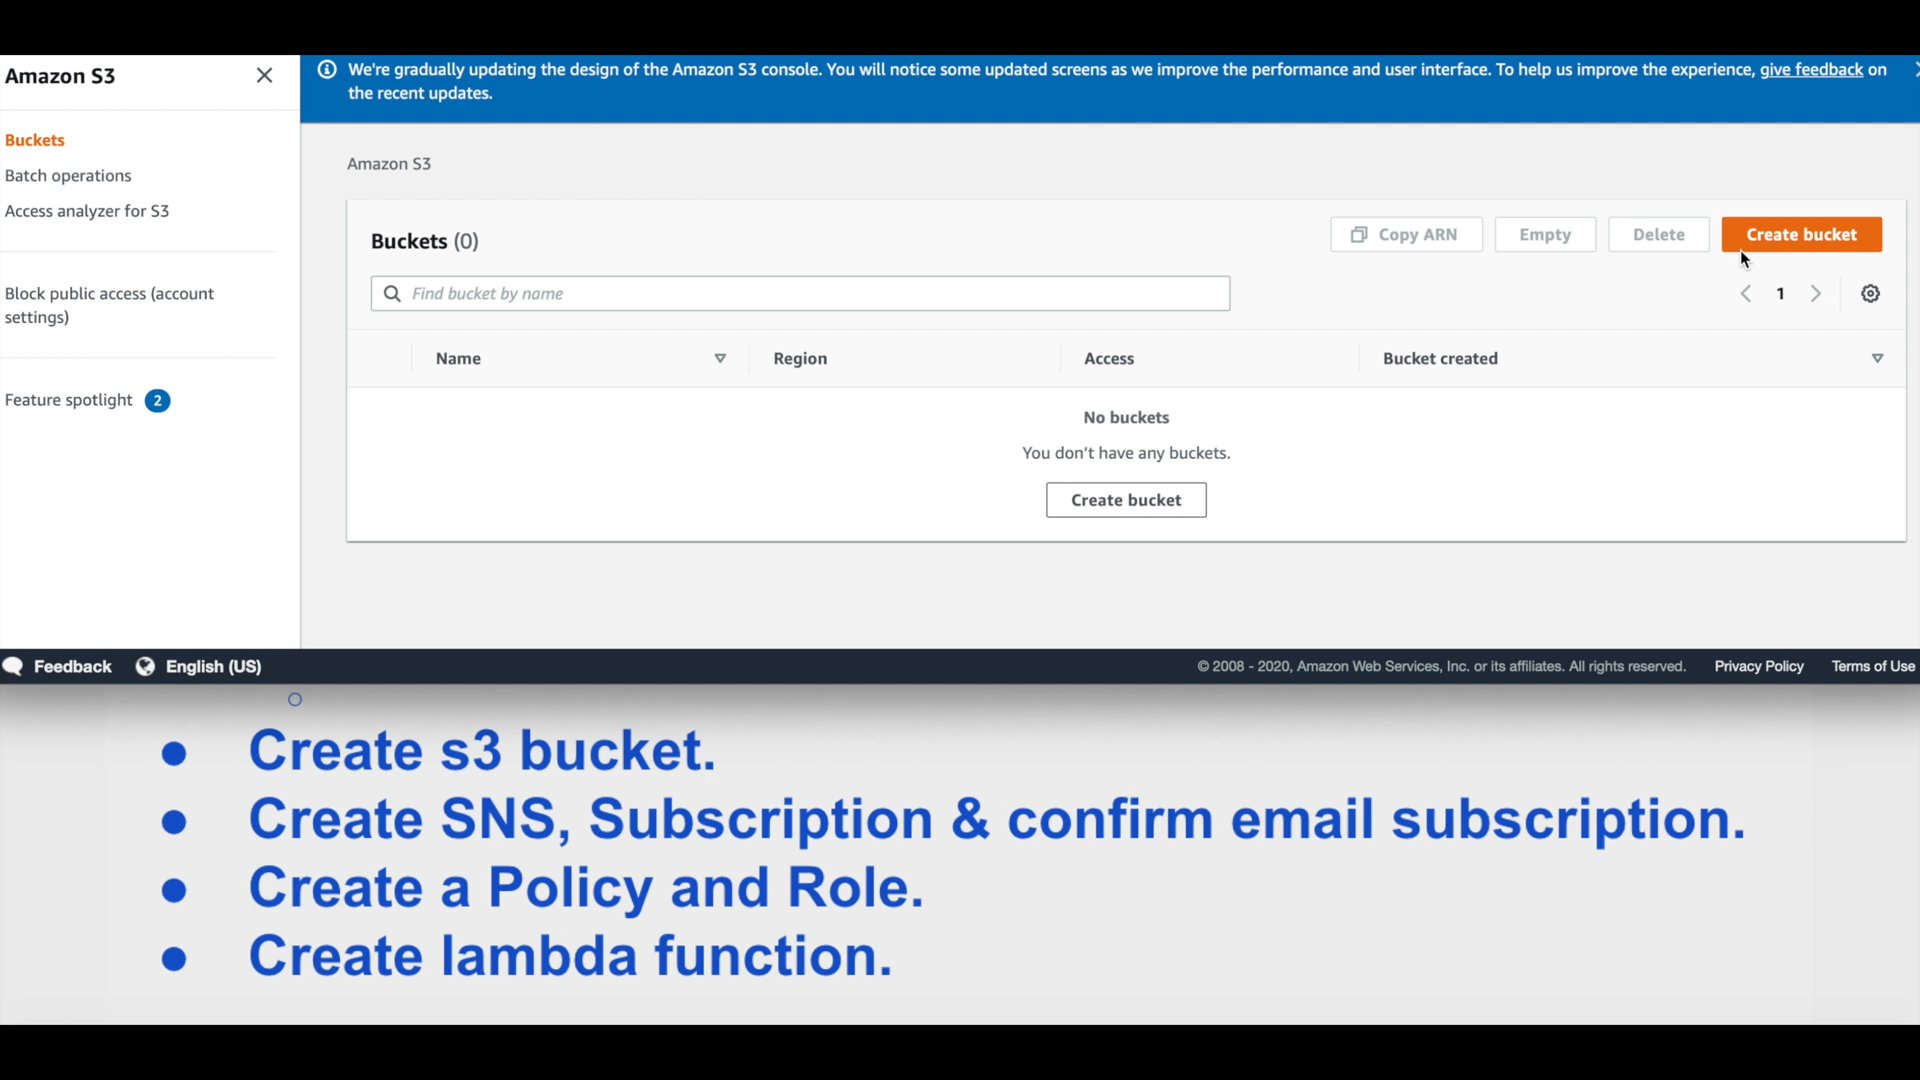 Amazon S3
We're gradually updating the design of the Amazon S3 console. You will notice some updated screens as we improve the performance and user interface. To help us improve the experience, give feedback on
the recent updates.
Buckets
Batch operations
Access analyzer for S3
Block public access (account
settings)
Feature spotlight 2
Amazon S3
Buckets (0)
Copy ARN
Empty
Delete
Create bucket
Find bucket by name
1
Name
Region
Access
Bucket created
No buckets
You don't have any buckets.
Create bucket
Feedback
English (US)
© 2008 - 2020, Amazon Web Services, Inc. or its affiliates. All rights reserved.
Privacy Policy
Terms of Use
● Create s3 bucket.
● Create SNS, Subscription & confirm email subscription.
● Create a Policy and Role.
● Create lambda function.